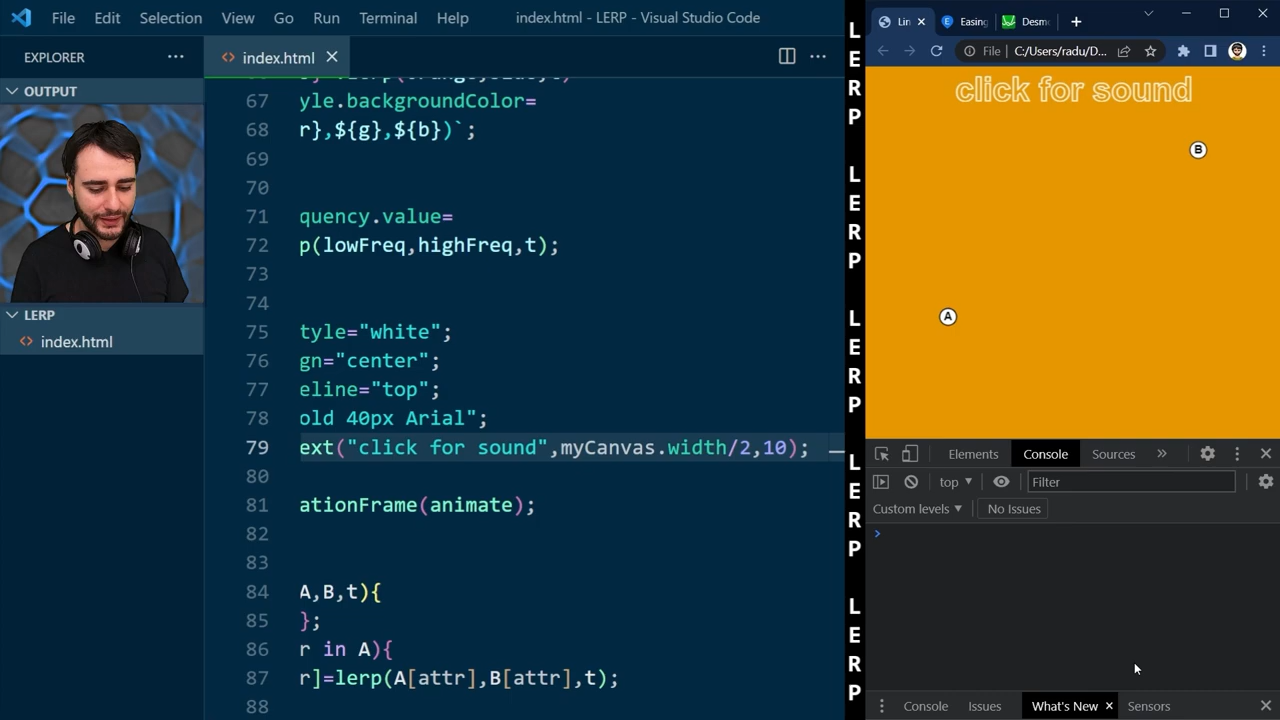 File Edit Selection View Go Run Terminal Help index.html - LERP - Visual Studio Code
EXPLORER
OUTPUT
LERP
index.html
index.html
67 yle.backgroundColor=
68 r},${g},${b})`;
69
70
71 quency.value=
72 p(lowFreq,highFreq,t);
73
74
75 tyle="white";
76 gn="center";
77 eline="top";
78 old 40px Arial";
79 ext("click for sound",myCanvas.width/2,10);
80
81 ationFrame(animate);
82
83
84 A,B,t){
85 };
86 r in A){
87 r]=lerp(A[attr],B[attr],t);
88
LERP
LERP
LERP
LERP
LERP
Lin Easing Desm
File C:/Users/radu/D...
click for sound
B
A
Elements Console Sources
top Filter
Custom levels No Issues
Console Issues What's New Sensors